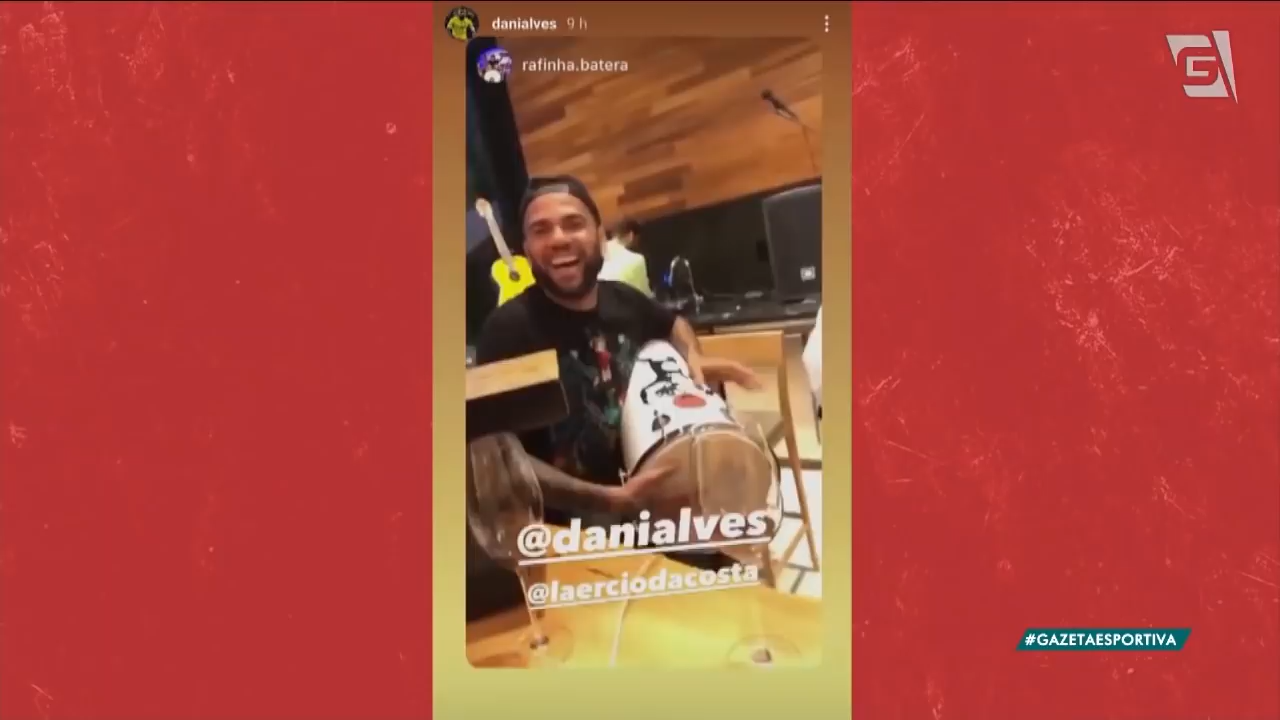 danialves 9 h
rafinha.batera
@danialves
@laerciodacosta
#GAZETAESPORTIVA